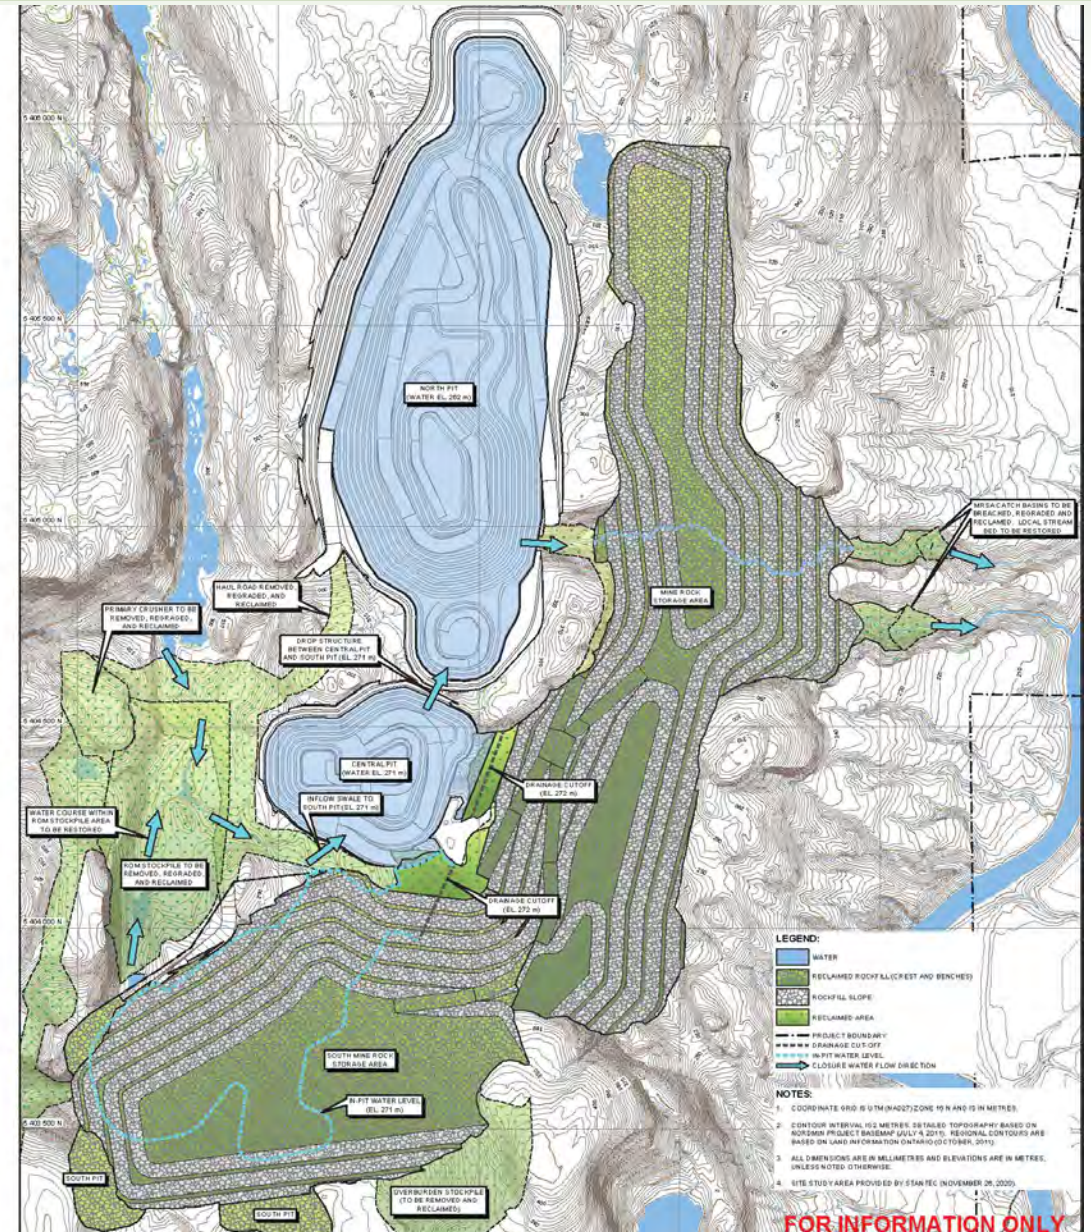 5 406 000 N
5 405 500 N
5 405 000 N
5 404 500 N
5 404 000 N
5 403 500 N
NORTH PIT
(WATER EL. 262 m)
MRSA CATCH BASINS TO BE
BREACHED, REGRADED AND
RECLAIMED. LOCAL STREAM
BED TO BE RESTORED
HAUL ROAD REMOVED,
REGRADED, AND
RECLAIMED
MINE ROCK
STORAGE AREA
PRIMARY CRUSHER TO BE
REMOVED, REGRADED,
AND RECLAIMED
DROP STRUCTURE
BETWEEN CENTRAL PIT
AND SOUTH PIT (EL. 271 m)
CENTRAL PIT
(WATER EL. 271 m)
DRAINAGE CUTOFF
(EL. 272 m)
INFLOW SWALE TO
SOUTH PIT (EL. 271 m)
WATER COURSE WITHIN
ROM STOCKPILE AREA
TO BE RESTORED
ROM STOCKPILE TO BE
REMOVED, REGRADED,
AND RECLAIMED
DRAINAGE CUTOFF
(EL. 272 m)
SOUTH MINE ROCK
STORAGE AREA
IN-PIT WATER LEVEL
(EL. 271 m)
SOUTH PIT
SOUTH PIT
OVERBURDEN STOCKPILE
(TO BE REMOVED AND
RECLAIMED)
LEGEND:
WATER
RECLAIMED ROCKFILL (CREST AND BENCHES)
ROCKFILL SLOPE
RECLAIMED AREA
PROJECT BOUNDARY
DRAINAGE CUT-OFF
IN-PIT WATER LEVEL
CLOSURE WATER FLOW DIRECTION
NOTES:
1. COORDINATE GRID IS UTM (NAD27) ZONE 16 N AND IS IN METRES.
2. CONTOUR INTERVAL IS 2 METRES. DETAILED TOPOGRAPHY BASED ON
NORDMIN PROJECT BASEMAP (JULY 4, 2011). REGIONAL CONTOURS ARE
BASED ON LAND INFORMATION ONTARIO (OCTOBER, 2011).
3. ALL DIMENSIONS ARE IN MILLIMETRES AND ELEVATIONS ARE IN METRES,
UNLESS NOTED OTHERWISE.
4. SITE STUDY AREA PROVIDED BY STANTEC (NOVEMBER 26, 2020).
FOR INFORMATION ONLY